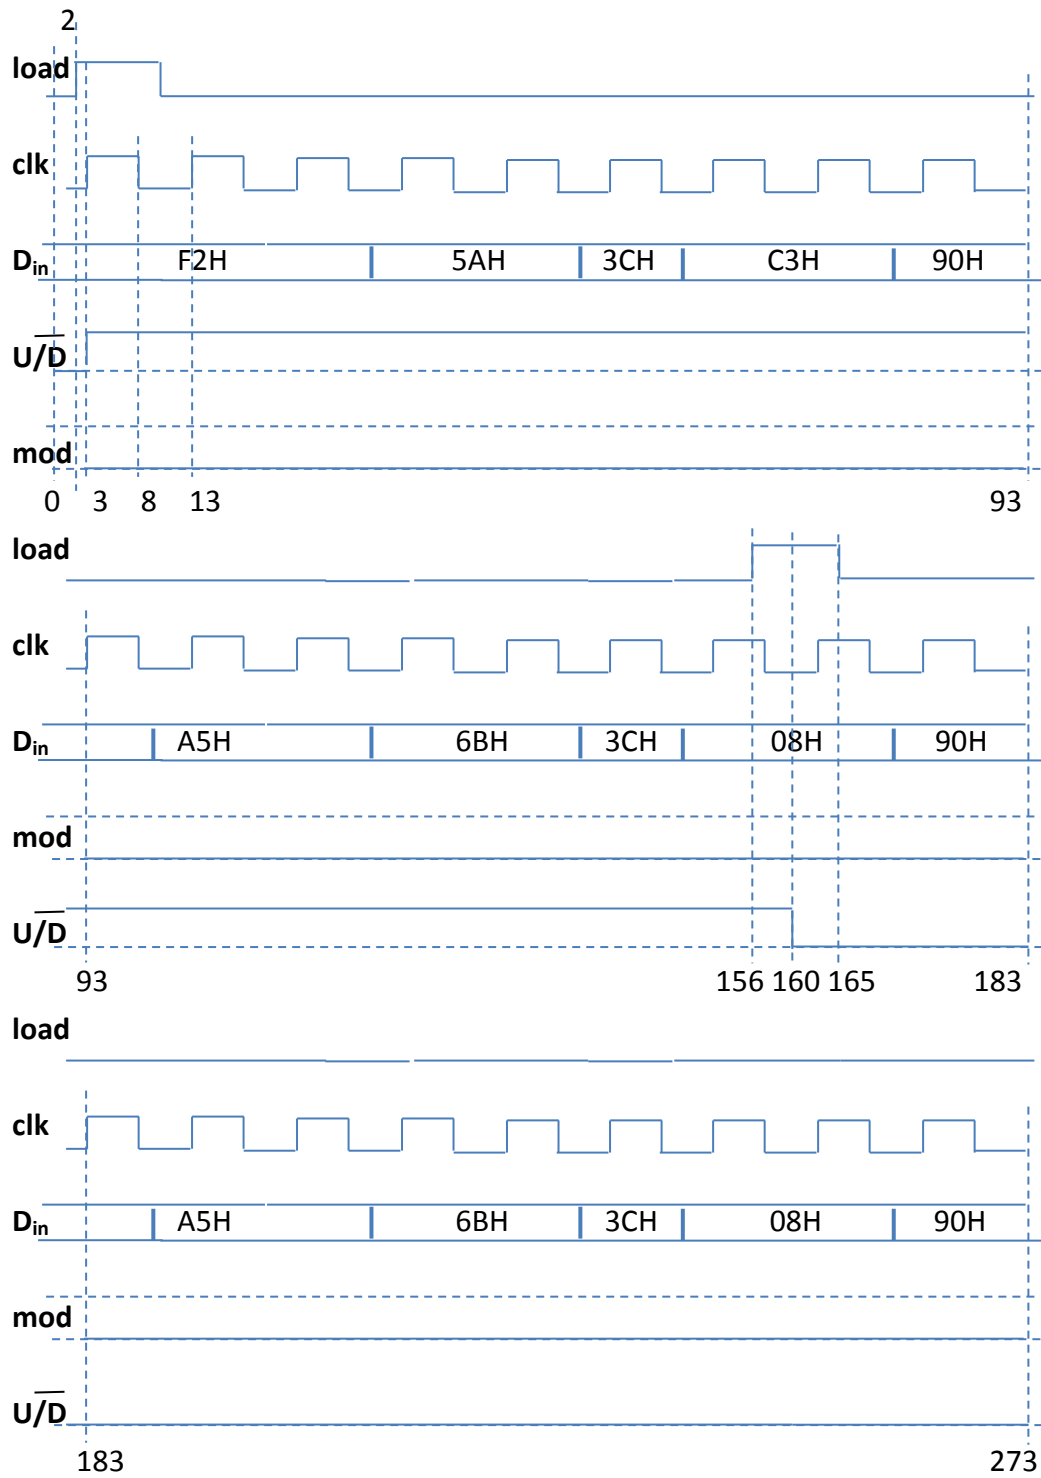 2
load
clk
Din F2H 5AH 3CH C3H 90H
U/D
mod
0 3 8 13 93
load
clk
Din A5H 6BH 3CH 08H 90H
mod
U/D
93 156 160 165 183
load
clk
Din A5H 6BH 3CH 08H 90H
mod
U/D
183 273